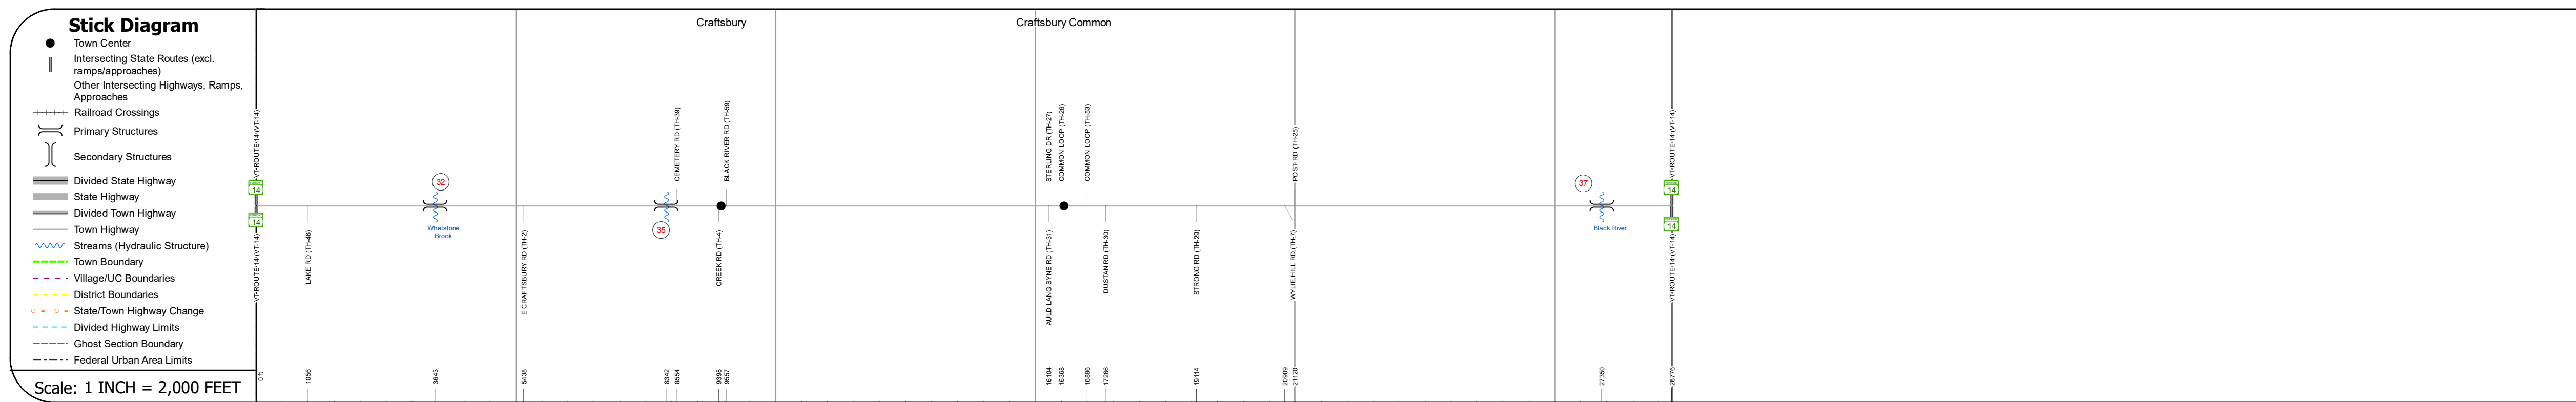 Stick Diagram
Town Center
Intersecting State Routes (excl.
ramps/approaches)
Other Intersecting Highways, Ramps,
Approaches
Railroad Crossings
Primary Structures
Secondary Structures
Divided State Highway
State Highway
Divided Town Highway
Town Highway
Streams (Hydraulic Structure)
Town Boundary
Village/UC Boundaries
District Boundaries
State/Town Highway Change
Divided Highway Limits
Ghost Section Boundary
Federal Urban Area Limits
Scale: 1 INCH = 2,000 FEET
Craftsbury
Craftsbury Common
VT-ROUTE-14 (VT-14)
CEMETERY RD (TH-39)
BLACK RIVER RD (TH-59)
STERLING DR (TH-27)
COMMON LOOP (TH-26)
COMMON LOOP (TH-53)
POST RD (TH-25)
VT-ROUTE-14 (VT-14)
14
32
37
14
14
35
14
Whetstone
Brook
Black River
VT-ROUTE-14 (VT-14)
LAKE RD (TH-46)
E CRAFTSBURY RD (TH-2)
CREEK RD (TH-4)
AULD LANG SYNE RD (TH-31)
DUSTAN RD (TH-30)
STRONG RD (TH-29)
WYLIE HILL RD (TH-7)
VT-ROUTE-14 (VT-14)
0 ft
1056
3643
5438
8342
8554
9398
9557
16104
16368
16896
17266
19114
20909
21120
27350
28776